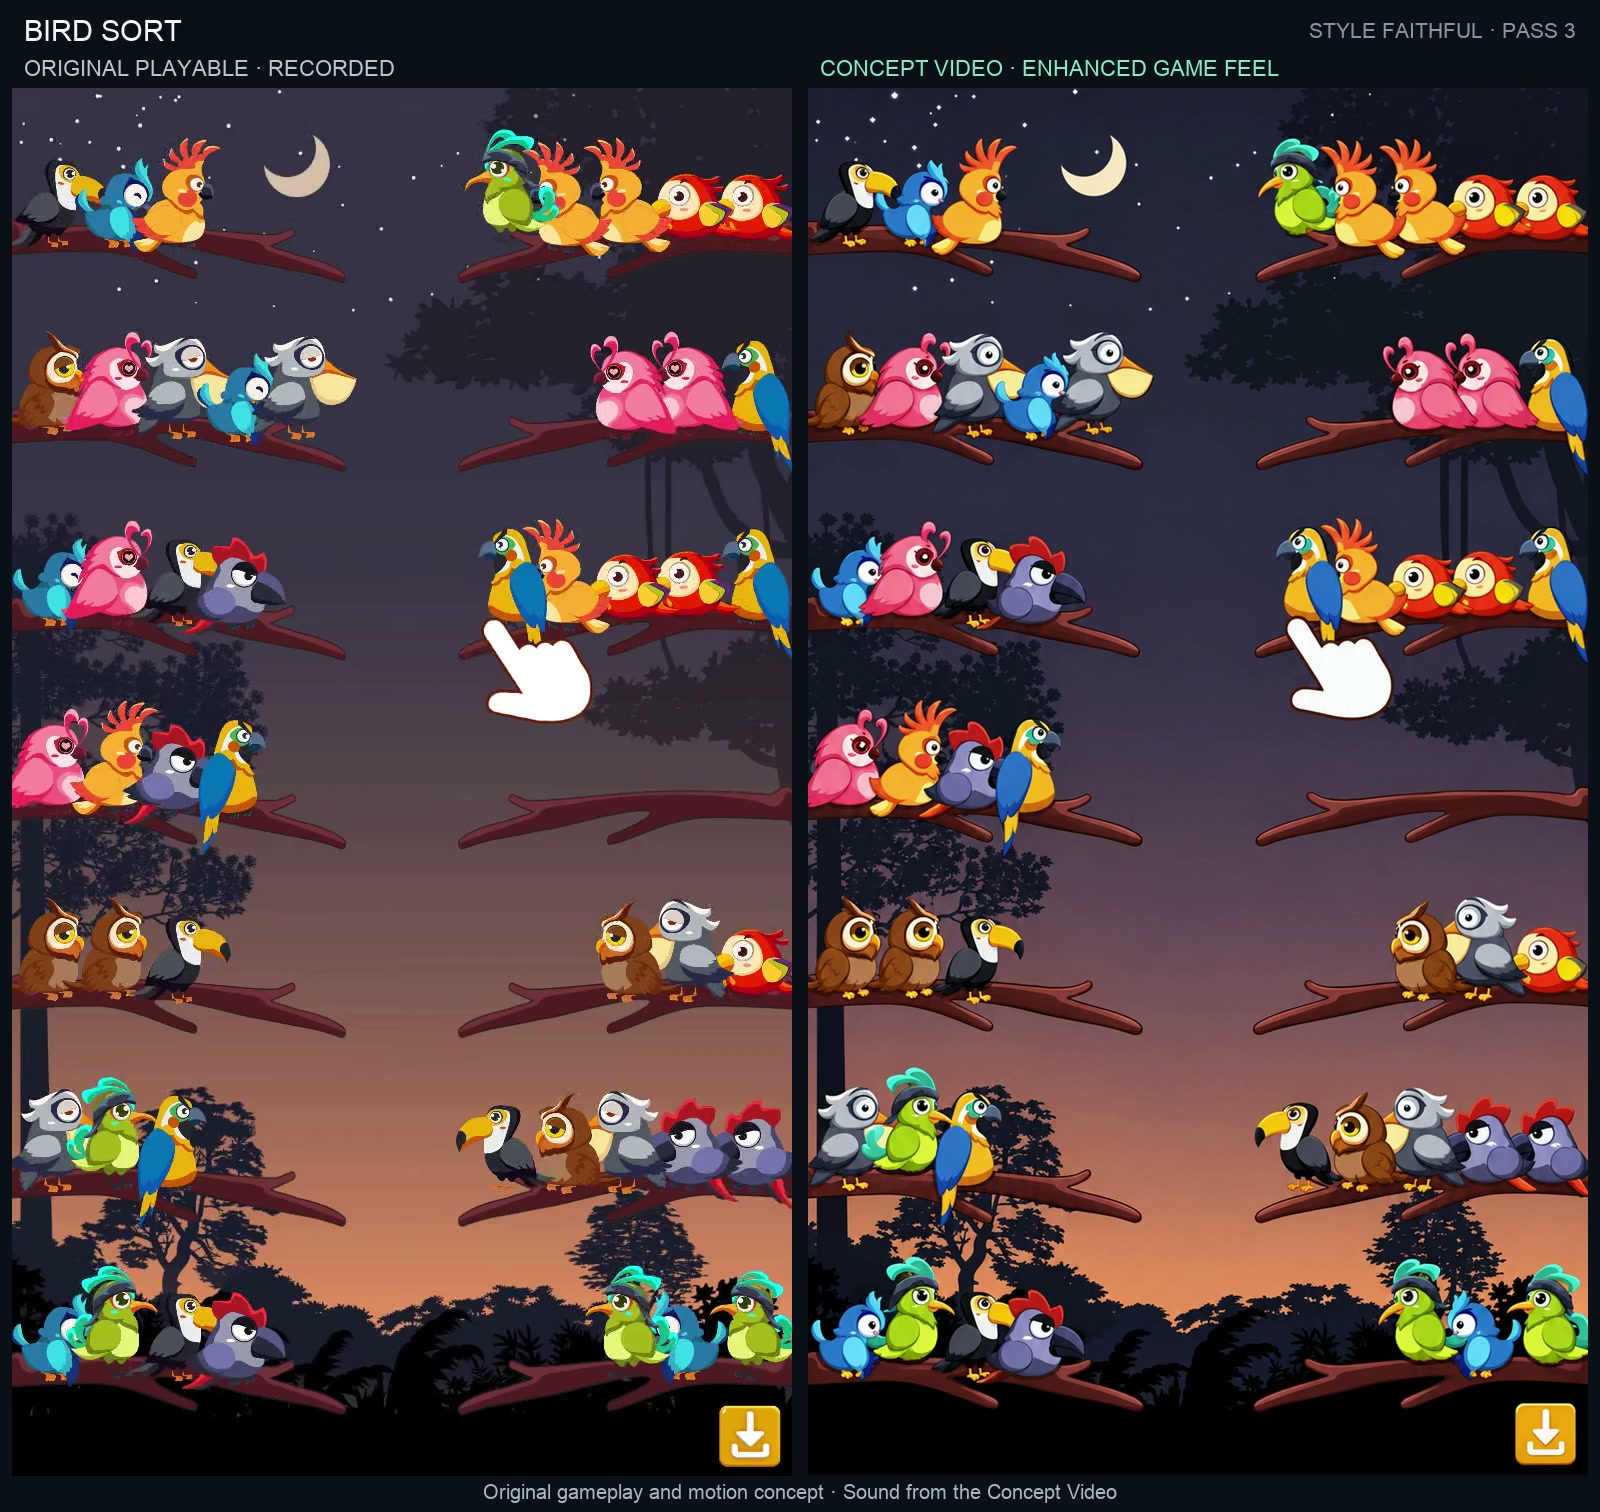 BIRD SORT
STYLE FAITHFUL · PASS 3
ORIGINAL PLAYABLE · RECORDED
CONCEPT VIDEO · ENHANCED GAME FEEL
Original gameplay and motion concept · Sound from the Concept Video